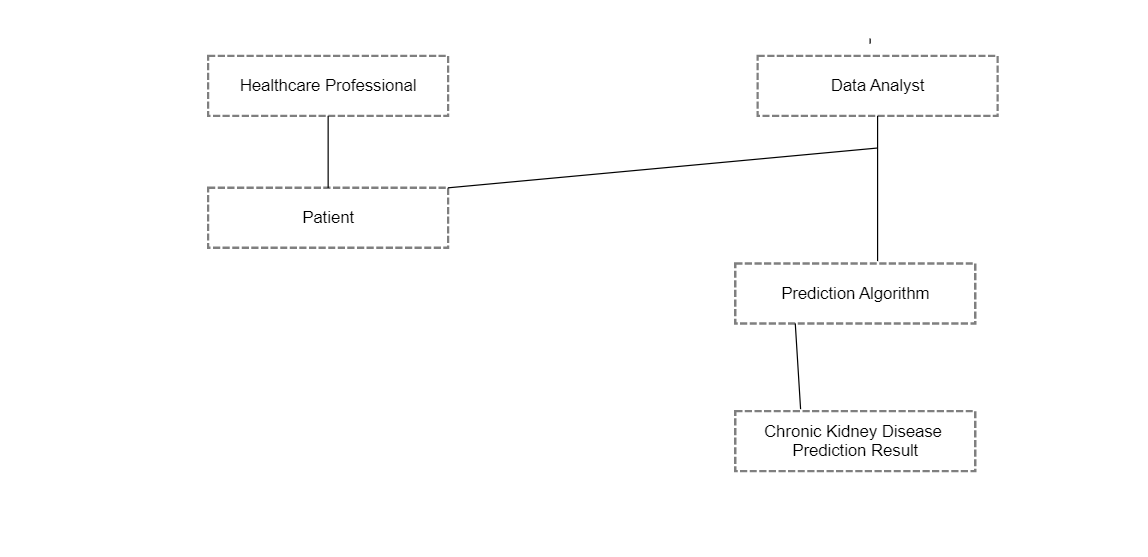 Healthcare Professional
Data Analyst
Patient
Prediction Algorithm
Chronic Kidney Disease
Prediction Result